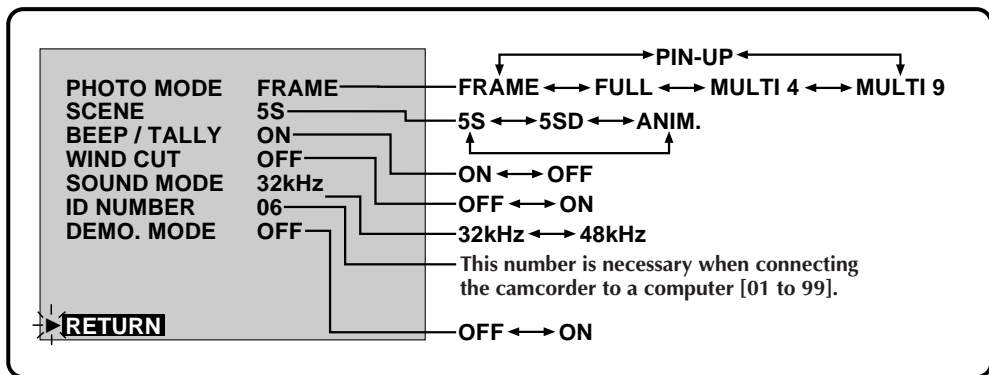 PIN-UP
PHOTO MODE FRAME FRAME FULL MULTI 4 MULTI 9
SCENE 5S 5S 5SD ANIM.
BEEP / TALLY ON ON OFF
WIND CUT OFF OFF ON
SOUND MODE 32kHz 32kHz 48kHz
ID NUMBER 06 This number is necessary when connecting
the camcorder to a computer [01 to 99].
DEMO. MODE OFF OFF ON
RETURN